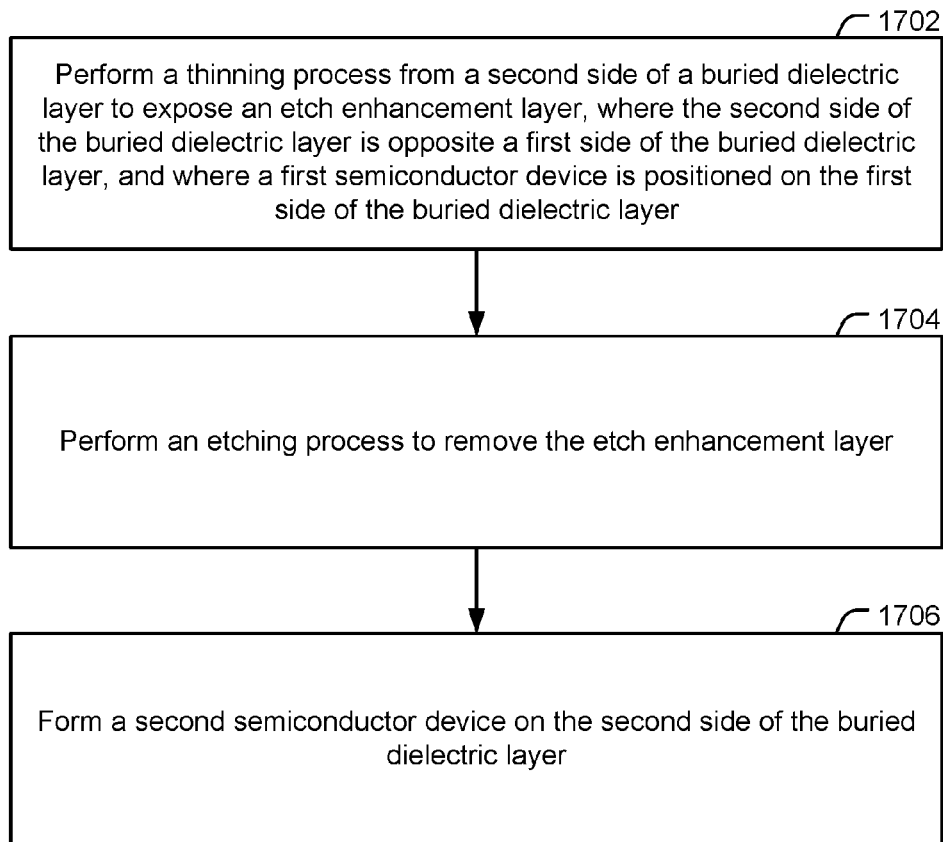 1702
Perform a thinning process from a second side of a buried dielectric
layer to expose an etch enhancement layer, where the second side of
the buried dielectric layer is opposite a first side of the buried dielectric
layer, and where a first semiconductor device is positioned on the first
side of the buried dielectric layer
1704
Perform an etching process to remove the etch enhancement layer
1706
Form a second semiconductor device on the second side of the buried
dielectric layer